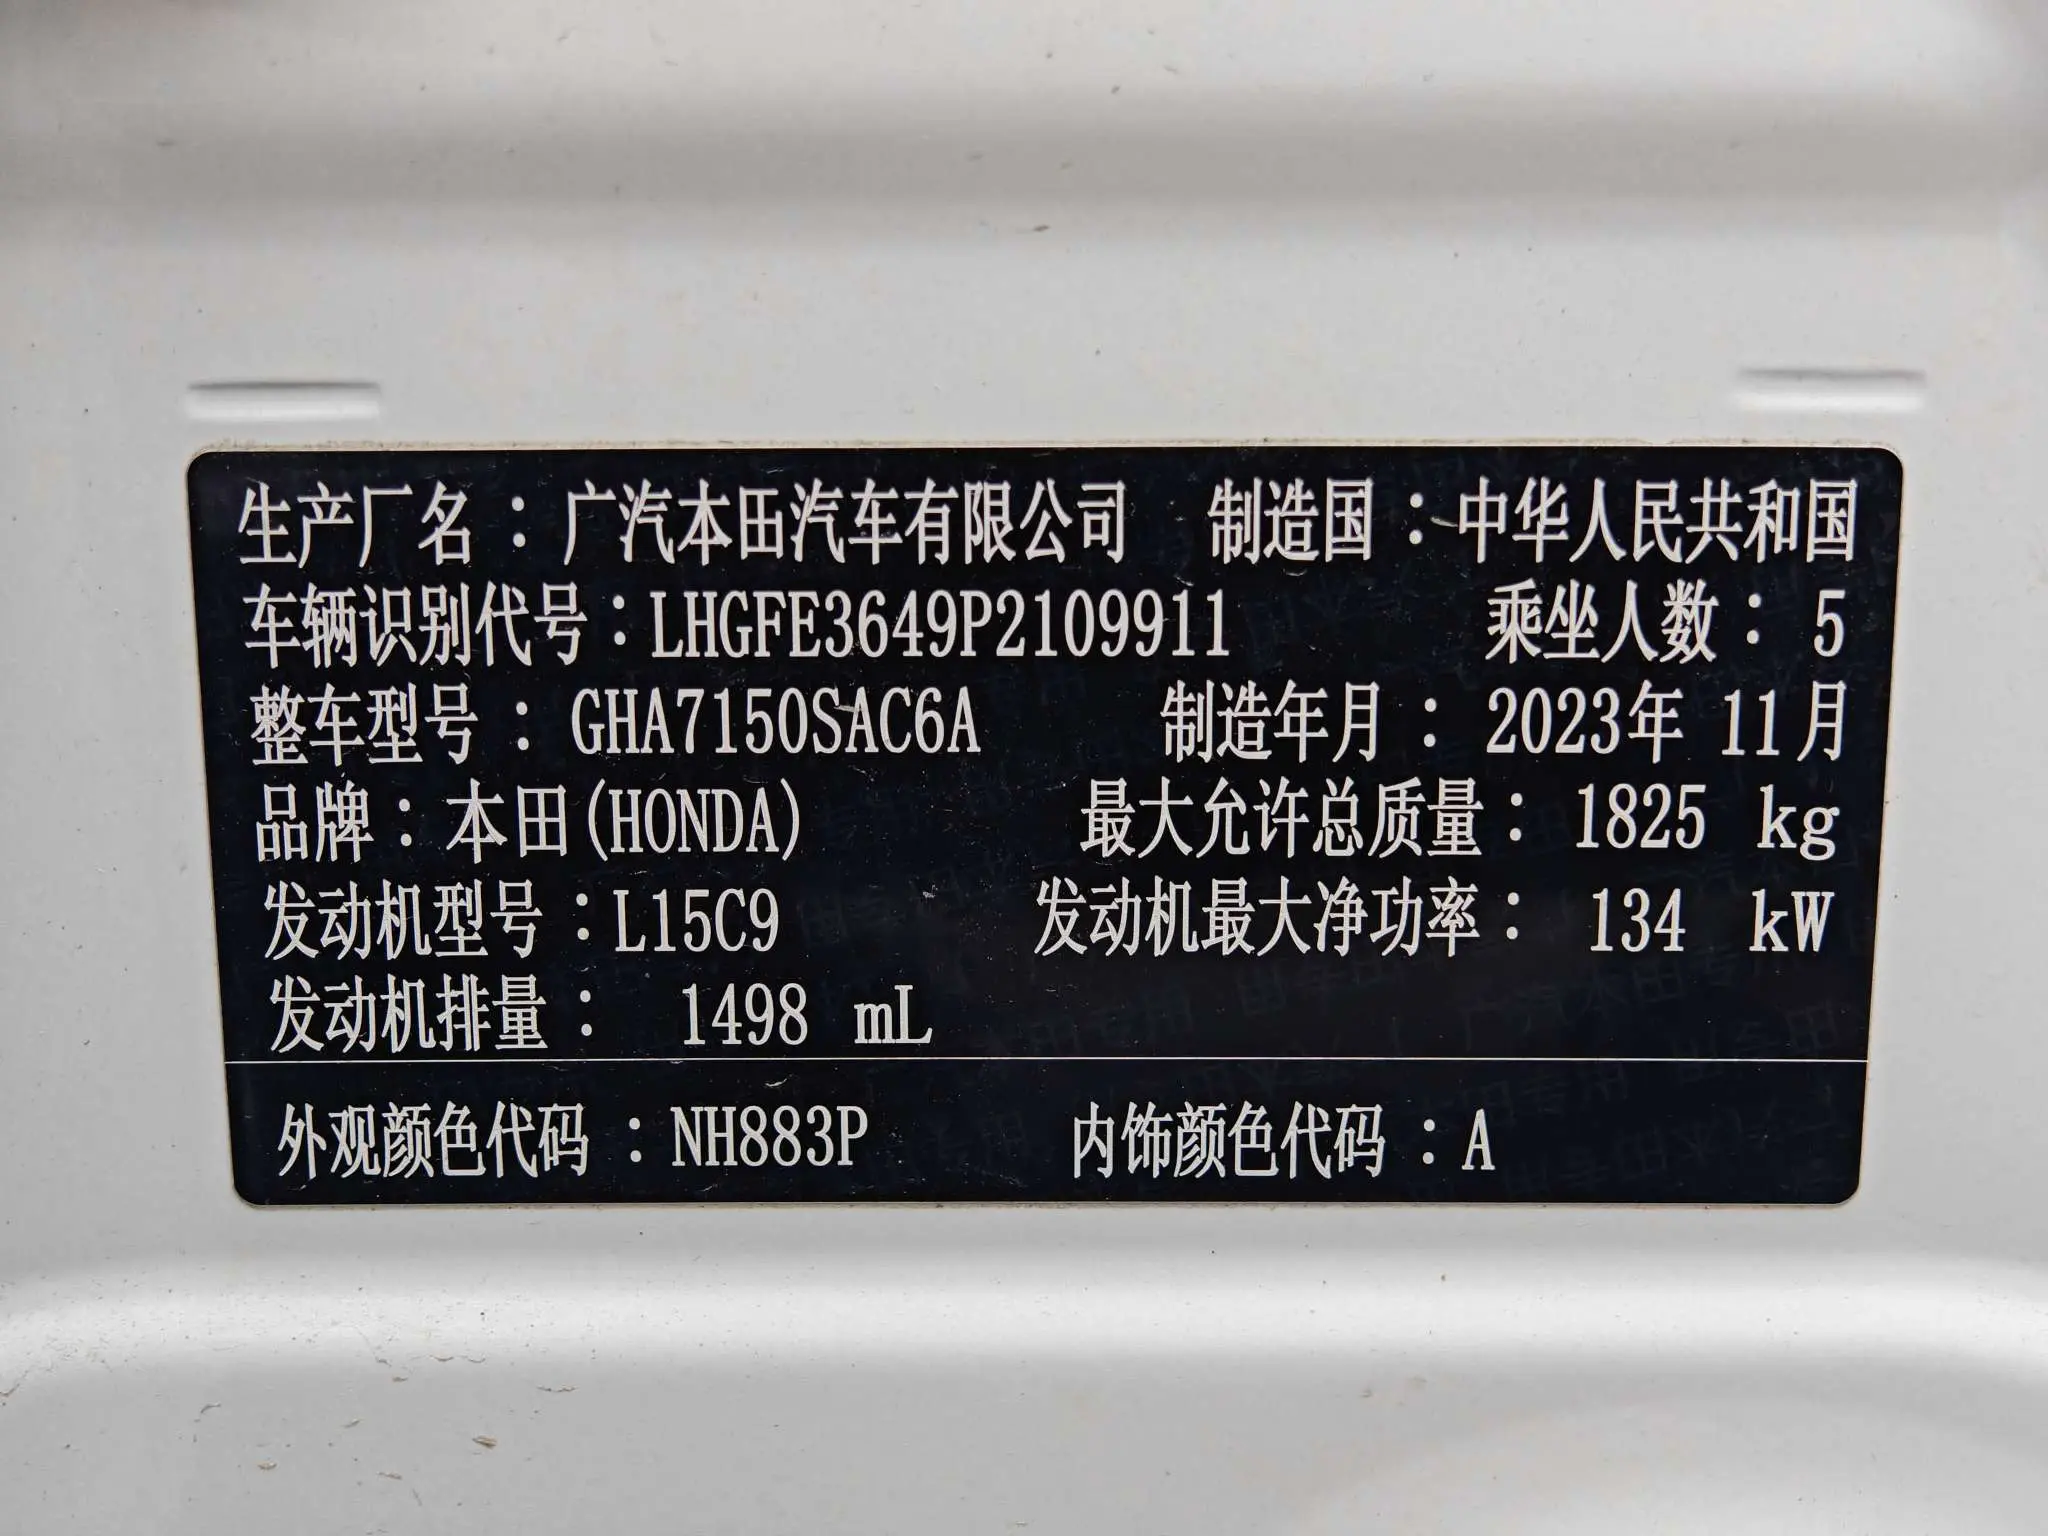 生产厂名：广汽本田汽车有限公司 制造国：中华人民共和国
车辆识别代号：LHGFE3649P2109911 乘坐人数：5
整车型号：GHA7150SAC6A 制造年月：2023年 11月
品牌：本田(HONDA) 最大允许总质量：1825 kg
发动机型号：L15C9 发动机最大净功率：134 kW
发动机排量：1498 mL
外观颜色代码：NH883P 内饰颜色代码：A